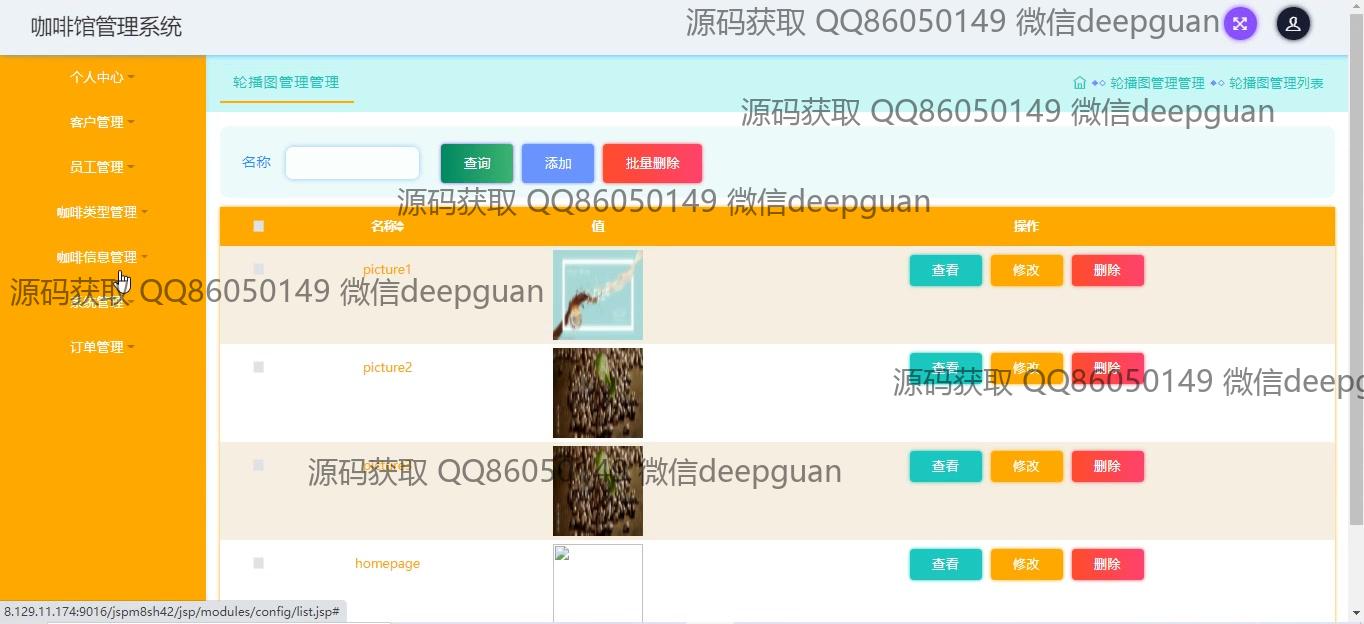 咖啡馆管理系统
源码获取 QQ86050149 微信deepguan
个人中心
客户管理
员工管理
咖啡类型管理
咖啡信息管理
系统管理
订单管理
轮播图管理管理
轮播图管理管理 轮播图管理列表
源码获取 QQ86050149 微信deepguan
名称 查询 添加 批量删除
源码获取 QQ86050149 微信deepguan
名称 值 操作
picture1 查看 修改 删除
源码获取 QQ86050149 微信deepguan
picture2 查看 修改 删除
源码获取 QQ86050149 微信deepg
查看 修改 删除
源码获取 QQ86050149 微信deepguan
homepage 查看 修改 删除
8.129.11.174:9016/jspm8sh42/jsp/modules/config/list.jsp#